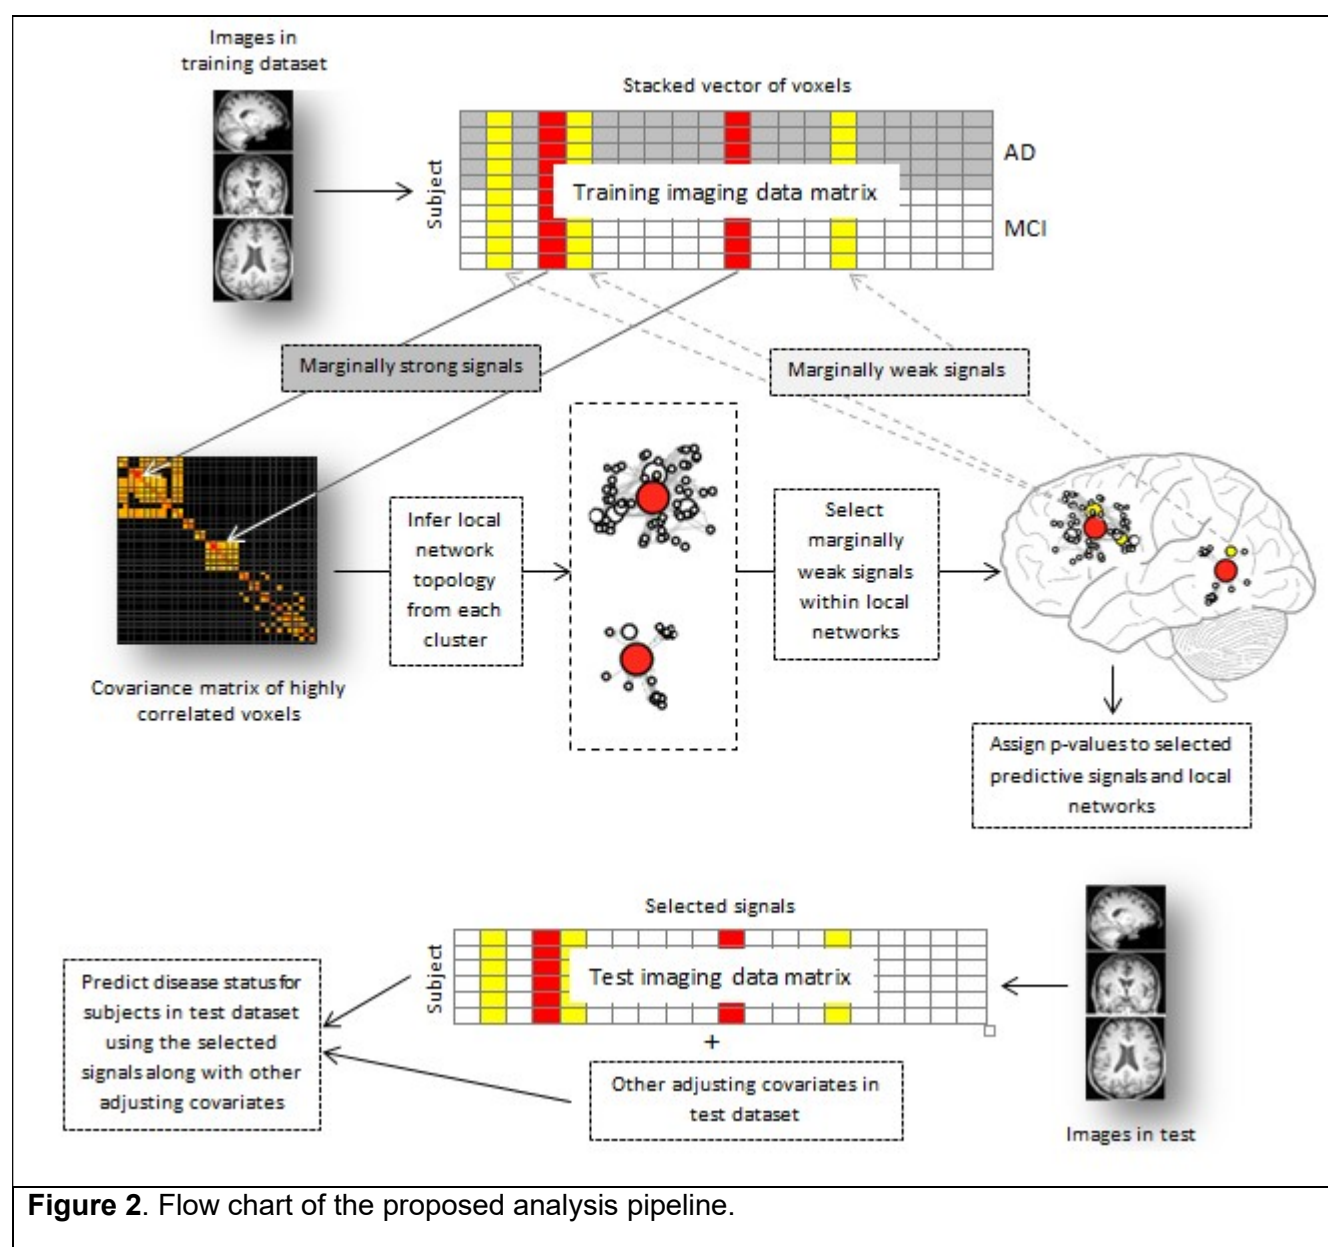 Images in
training dataset
Stacked vector of voxels
Subject
AD
Training imaging data matrix
MCI
Marginally strong signals
Marginally weak signals
Infer local
network
topology
from each
cluster
Select
marginally
weak signals
within local
networks
Covariance matrix of highly
correlated voxels
Assign p-values to selected
predictive signals and local
networks
Selected signals
Subject
Test imaging data matrix
Predict disease status for
subjects in test dataset
using the selected
signals along with other
adjusting covariates
+
Other adjusting covariates in
test dataset
Images in test
Figure 2. Flow chart of the proposed analysis pipeline.